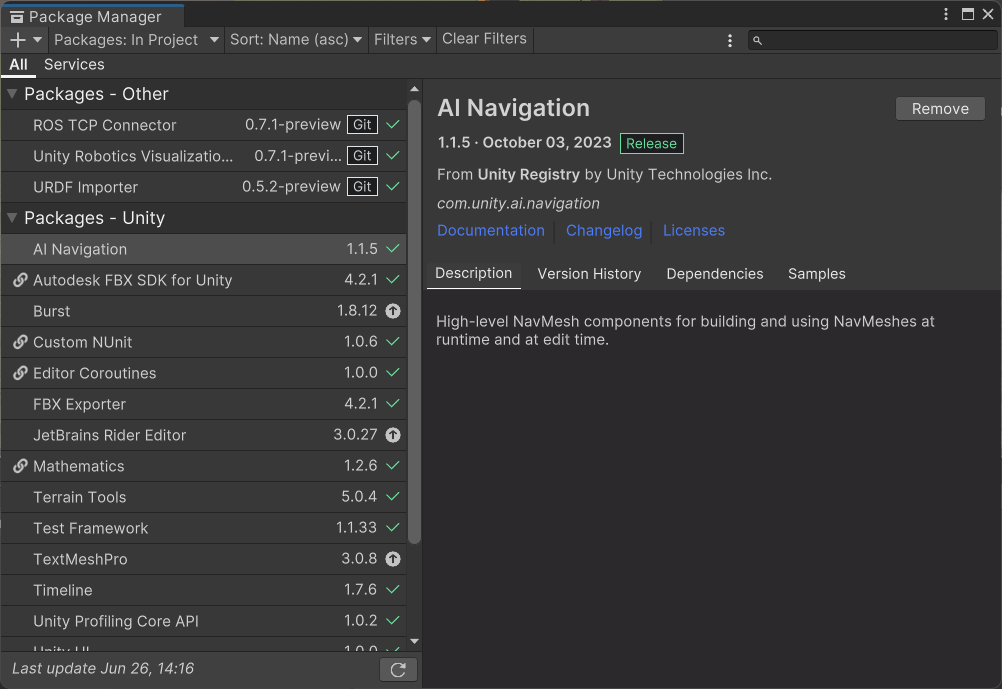 Package Manager
Packages: In Project Sort: Name (asc) Filters Clear Filters
All Services
Packages - Other
ROS TCP Connector 0.7.1-preview Git
Unity Robotics Visualizatio... 0.7.1-previ... Git
URDF Importer 0.5.2-preview Git
Packages - Unity
AI Navigation 1.1.5
Autodesk FBX SDK for Unity 4.2.1
Burst 1.8.12
Custom NUnit 1.0.6
Editor Coroutines 1.0.0
FBX Exporter 4.2.1
JetBrains Rider Editor 3.0.27
Mathematics 1.2.6
Terrain Tools 5.0.4
Test Framework 1.1.33
TextMeshPro 3.0.8
Timeline 1.7.6
Unity Profiling Core API 1.0.2
Unity UI 1.0.0
Last update Jun 26, 14:16
AI Navigation
Remove
1.1.5 · October 03, 2023 Release
From Unity Registry by Unity Technologies Inc.
com.unity.ai.navigation
Documentation Changelog Licenses
Description Version History Dependencies Samples
High-level NavMesh components for building and using NavMeshes at
runtime and at edit time.